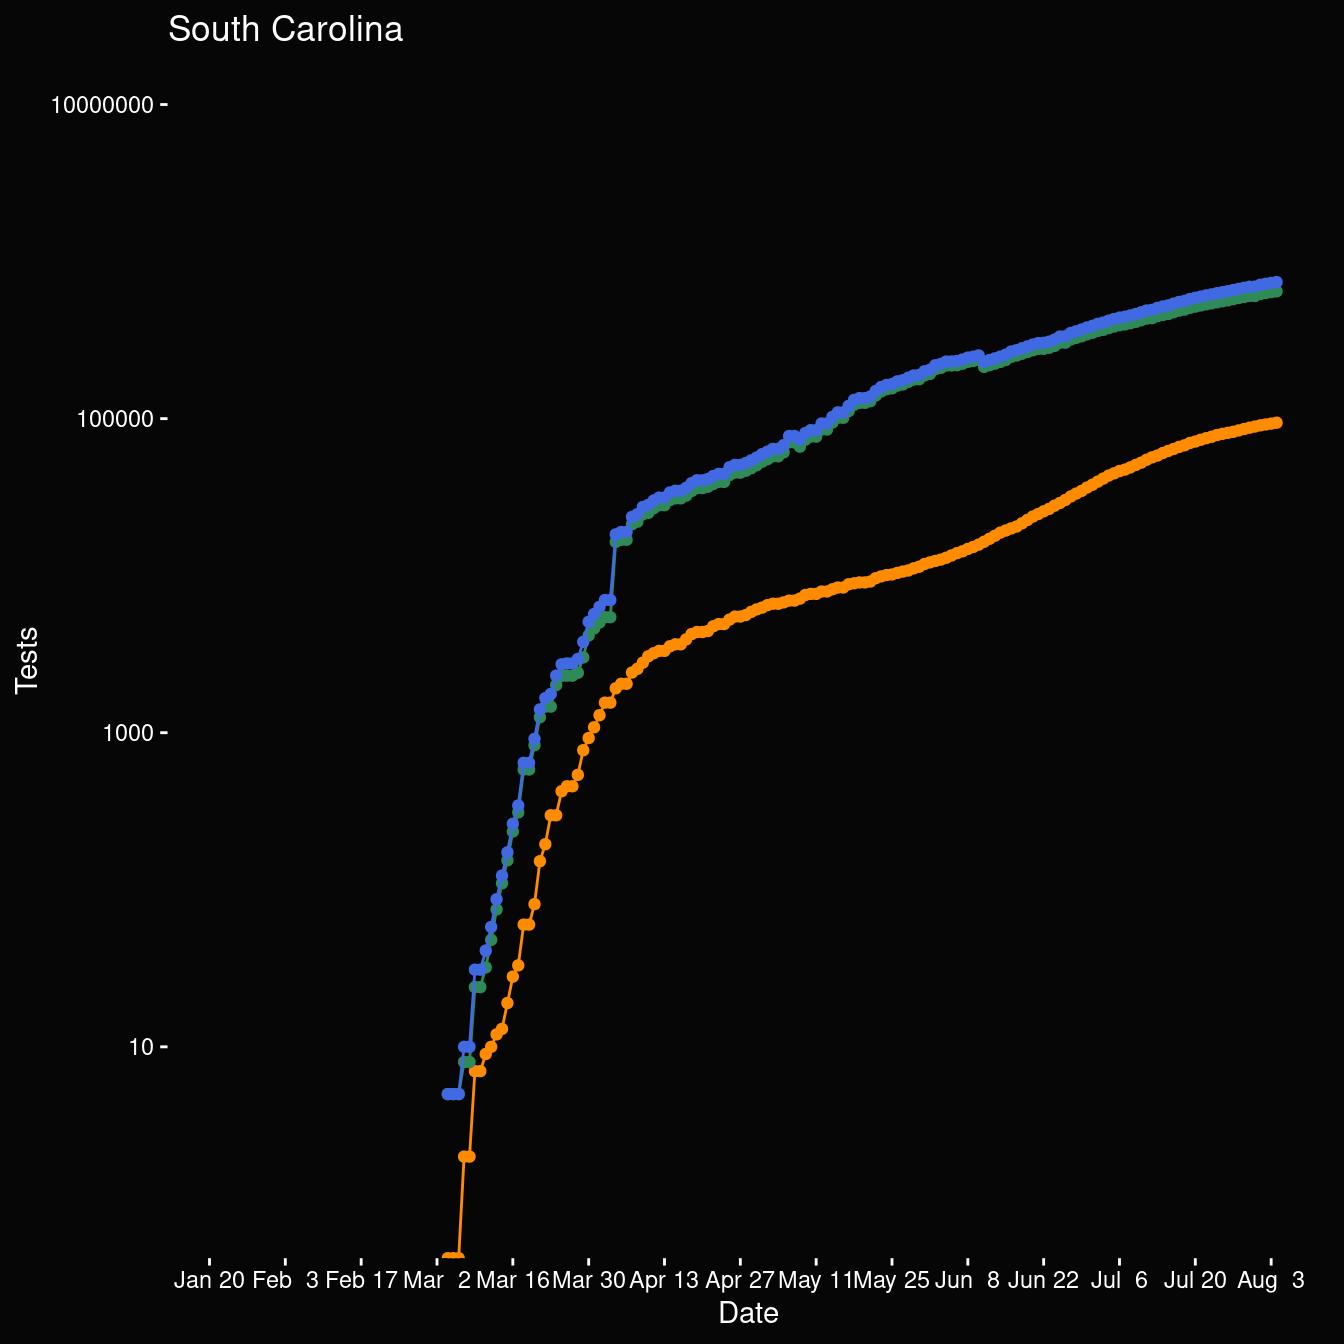 South Carolina
10000000
100000
1000
10
Tests
Jan 20 Feb 3 Feb 17 Mar 2 Mar 16 Mar 30 Apr 13 Apr 27 May 11 May 25 Jun 8 Jun 22 Jul 6 Jul 20 Aug 3
Date